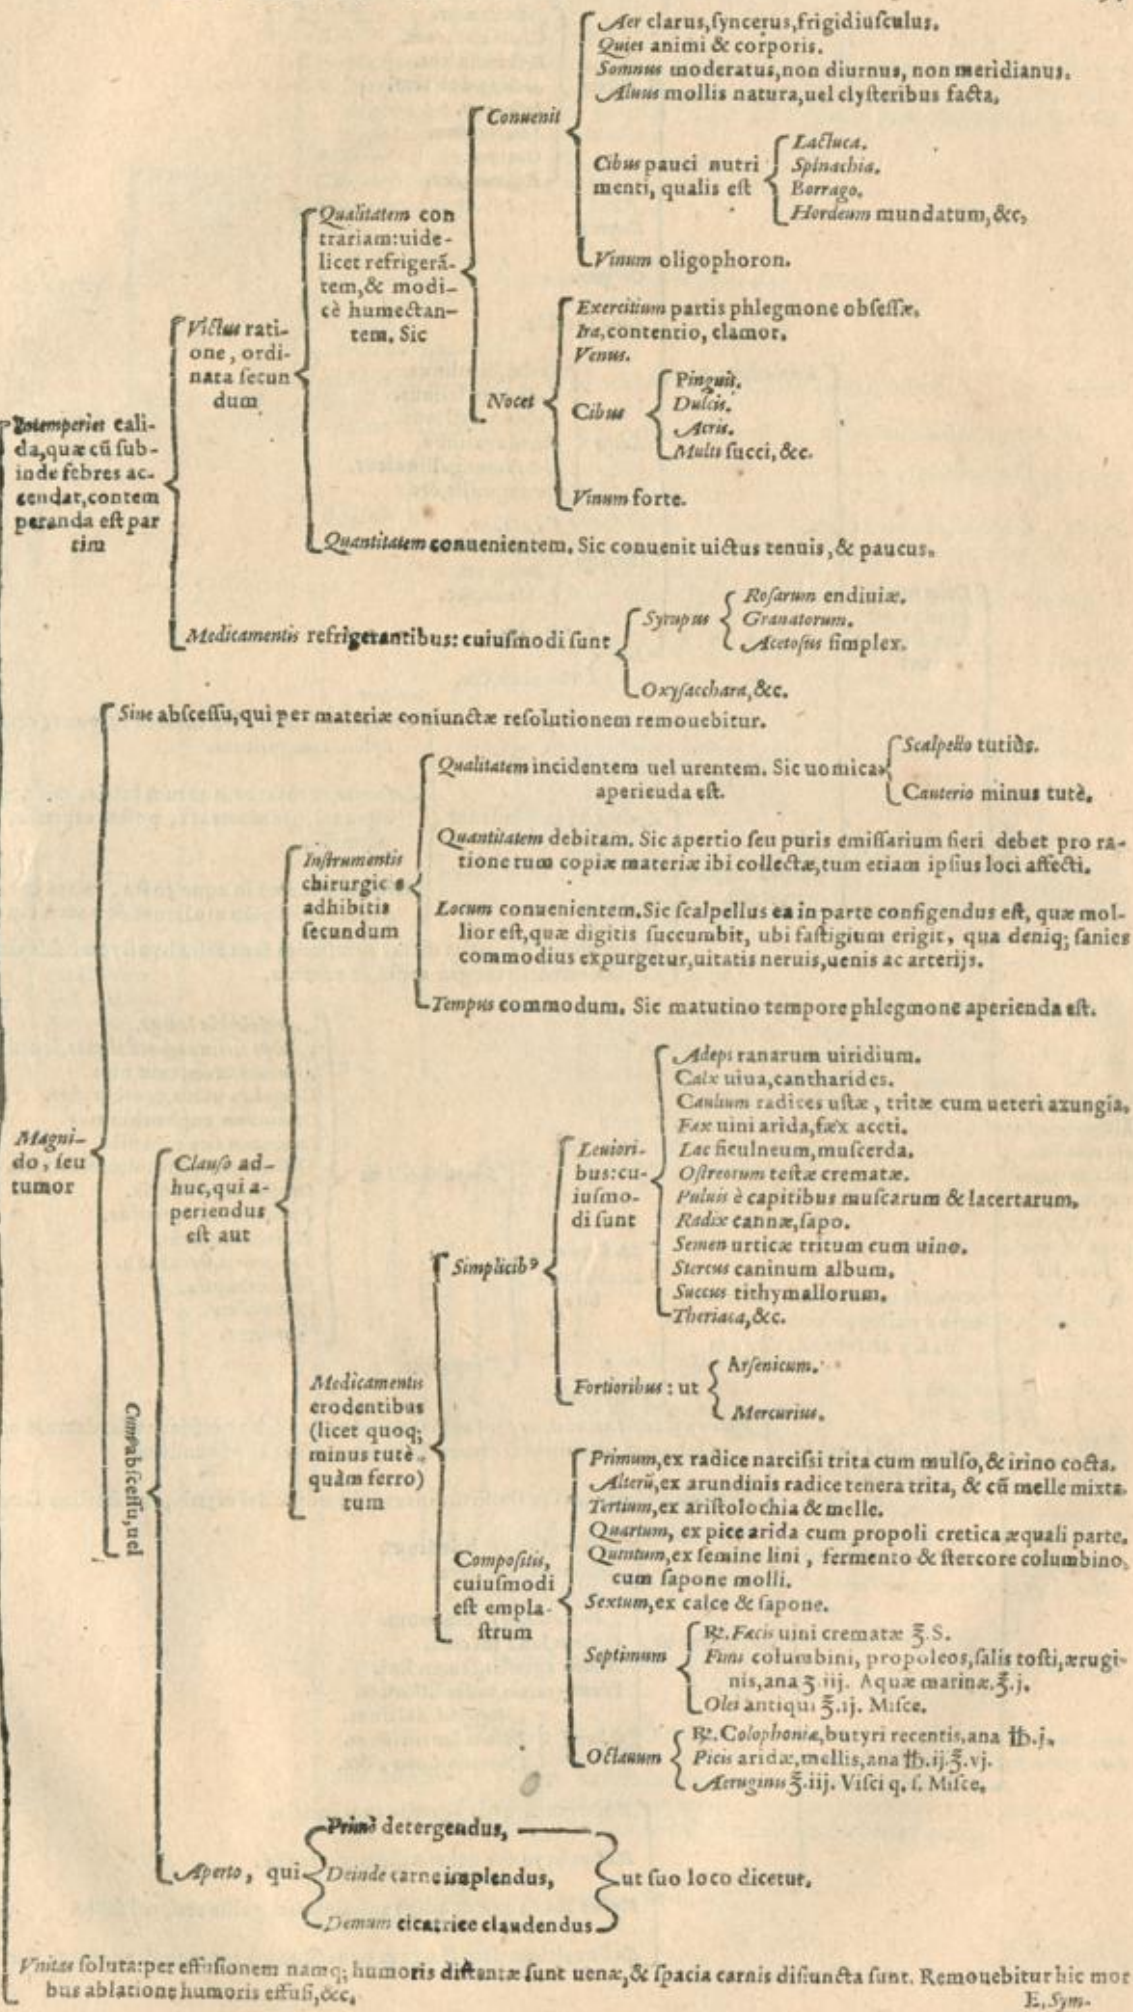 Aer clarus,ſyncerus,frigidiuſculus.
Quies animi & corporis.
Somnus moderatus,non diurnus, non meridianus.
Aluus mollis natura,uel clyſteribus facta.
Conuenit
Cibus pauci nutri
menti, qualis eſt
Lactuca.
Spinachia.
Borrago.
Hordeum mundatum,&c.
Vinum oligophoron.
Qualitatem con
trariam:uide-
licet refrigerã-
tem,& modi-
cè humectan-
tem. Sic
Exercitium partis phlegmone obſeſſæ.
Ira,contentio, clamor.
Venus.
Nocet
Cibus
Pinguis.
Dulcis.
Acris.
Multi ſucci, &c.
Vinum forte.
Victus rati-
one, ordi-
nata ſecun
dum
Quantitatem conuenientem. Sic conuenit uictus tenuis, & paucus.
Intemperies cali-
da,quæ cũ ſub-
inde febres ac-
cendat,contem
peranda eſt par
tim
Medicamentis refrigerantibus: cuiuſmodi ſunt
Syrupus
Roſarum endiuiæ.
Granatorum.
Acetoſus ſimplex.
Oxyſacchara, &c.
Sine abſceſſu,qui per materiæ coniunctæ reſolutionem remouebitur.
Qualitatem incidentem uel urentem. Sic uomica
aperienda eſt.
Scalpello tutiùs.
Cauterio minus tutè.
Quantitatem debitam. Sic apertio ſeu puris emiſſarium fieri debet pro ra-
tione tum copiæ materiæ ibi collectæ,tum etiam ipſius loci affecti.
Inſtrumentis
chirurgicis
adhibitis
ſecundum
Locum conuenientem.Sic ſcalpellus ea in parte configendus eſt, quæ mol-
lior eſt,quæ digitis ſuccumbit, ubi faſtigium erigit, qua deniq; ſanies
commodius expurgetur,uitatis neruis,uenis ac arterijs.
Tempus commodum. Sic matutino tempore phlegmone aperienda eſt.
Magni-
do, ſeu
tumor
Clauſo ad-
huc,qui a-
periendus
eſt aut
Adeps ranarum uiridium.
Calx uiua,cantharides.
Caulium radices uſtæ, tritæ cum ueteri axungia.
Fæx uini arida,fæx aceti.
Lac ficulneum,muſcerda.
Oſtreorum teſtæ crematæ.
Puluis è capitibus muſcarum & lacertarum.
Radix cannæ,ſapo.
Semen urticæ tritum cum uino.
Stercus caninum album.
Succus tithymallorum.
Theriaca,&c.
Leuiori-
bus:cu-
iuſmo-
di ſunt
Simplicibꝰ
Fortioribus: ut
Arſenicum.
Mercurius.
Medicamentis
erodentibus
(licet quoq;
minus tutè
quàm ferro)
tum
Cum abſceſſu,uel
Primum,ex radice narciſsi trita cum mulſo,& irino cocta.
Alterũ,ex arundinis radice tenera trita, & cũ melle mixta.
Tertium,ex ariſtolochia & melle.
Quartum, ex pice arida cum propoli cretica æquali parte.
Quintum,ex ſemine lini, fermento & ſtercore columbino,
cum ſapone molli.
Sextum,ex calce & ſapone.
Compoſitis,
cuiuſmodi
eſt empla-
ſtrum
Septimum
℞.Fæcis uini crematæ ℥.S.
Fimi columbini, propoleos,ſalis toſti,ærugi-
nis,ana ʒ.iij. Aquæ marinæ.℥.j.
Olei antiqui ℥.ij. Miſce.
Octauum
℞.Colophoniæ,butyri recentis,ana ℔.j.
Picis aridæ,mellis,ana ℔.ij.℥.vj.
Aeruginis ℥.iij. Viſci q. ſ. Miſce.
Aperto, qui
Primò detergendus,
Deinde carne implendus,
Demum cicatrice claudendus
ut ſuo loco dicetur.
Vnitas ſoluta:per effuſionem namq; humoris diſtentæ ſunt uenæ,& ſpacia carnis diſiuncta ſunt. Remouebitur hic mor
bus ablatione humoris effuſi,&c.
E. Sym-